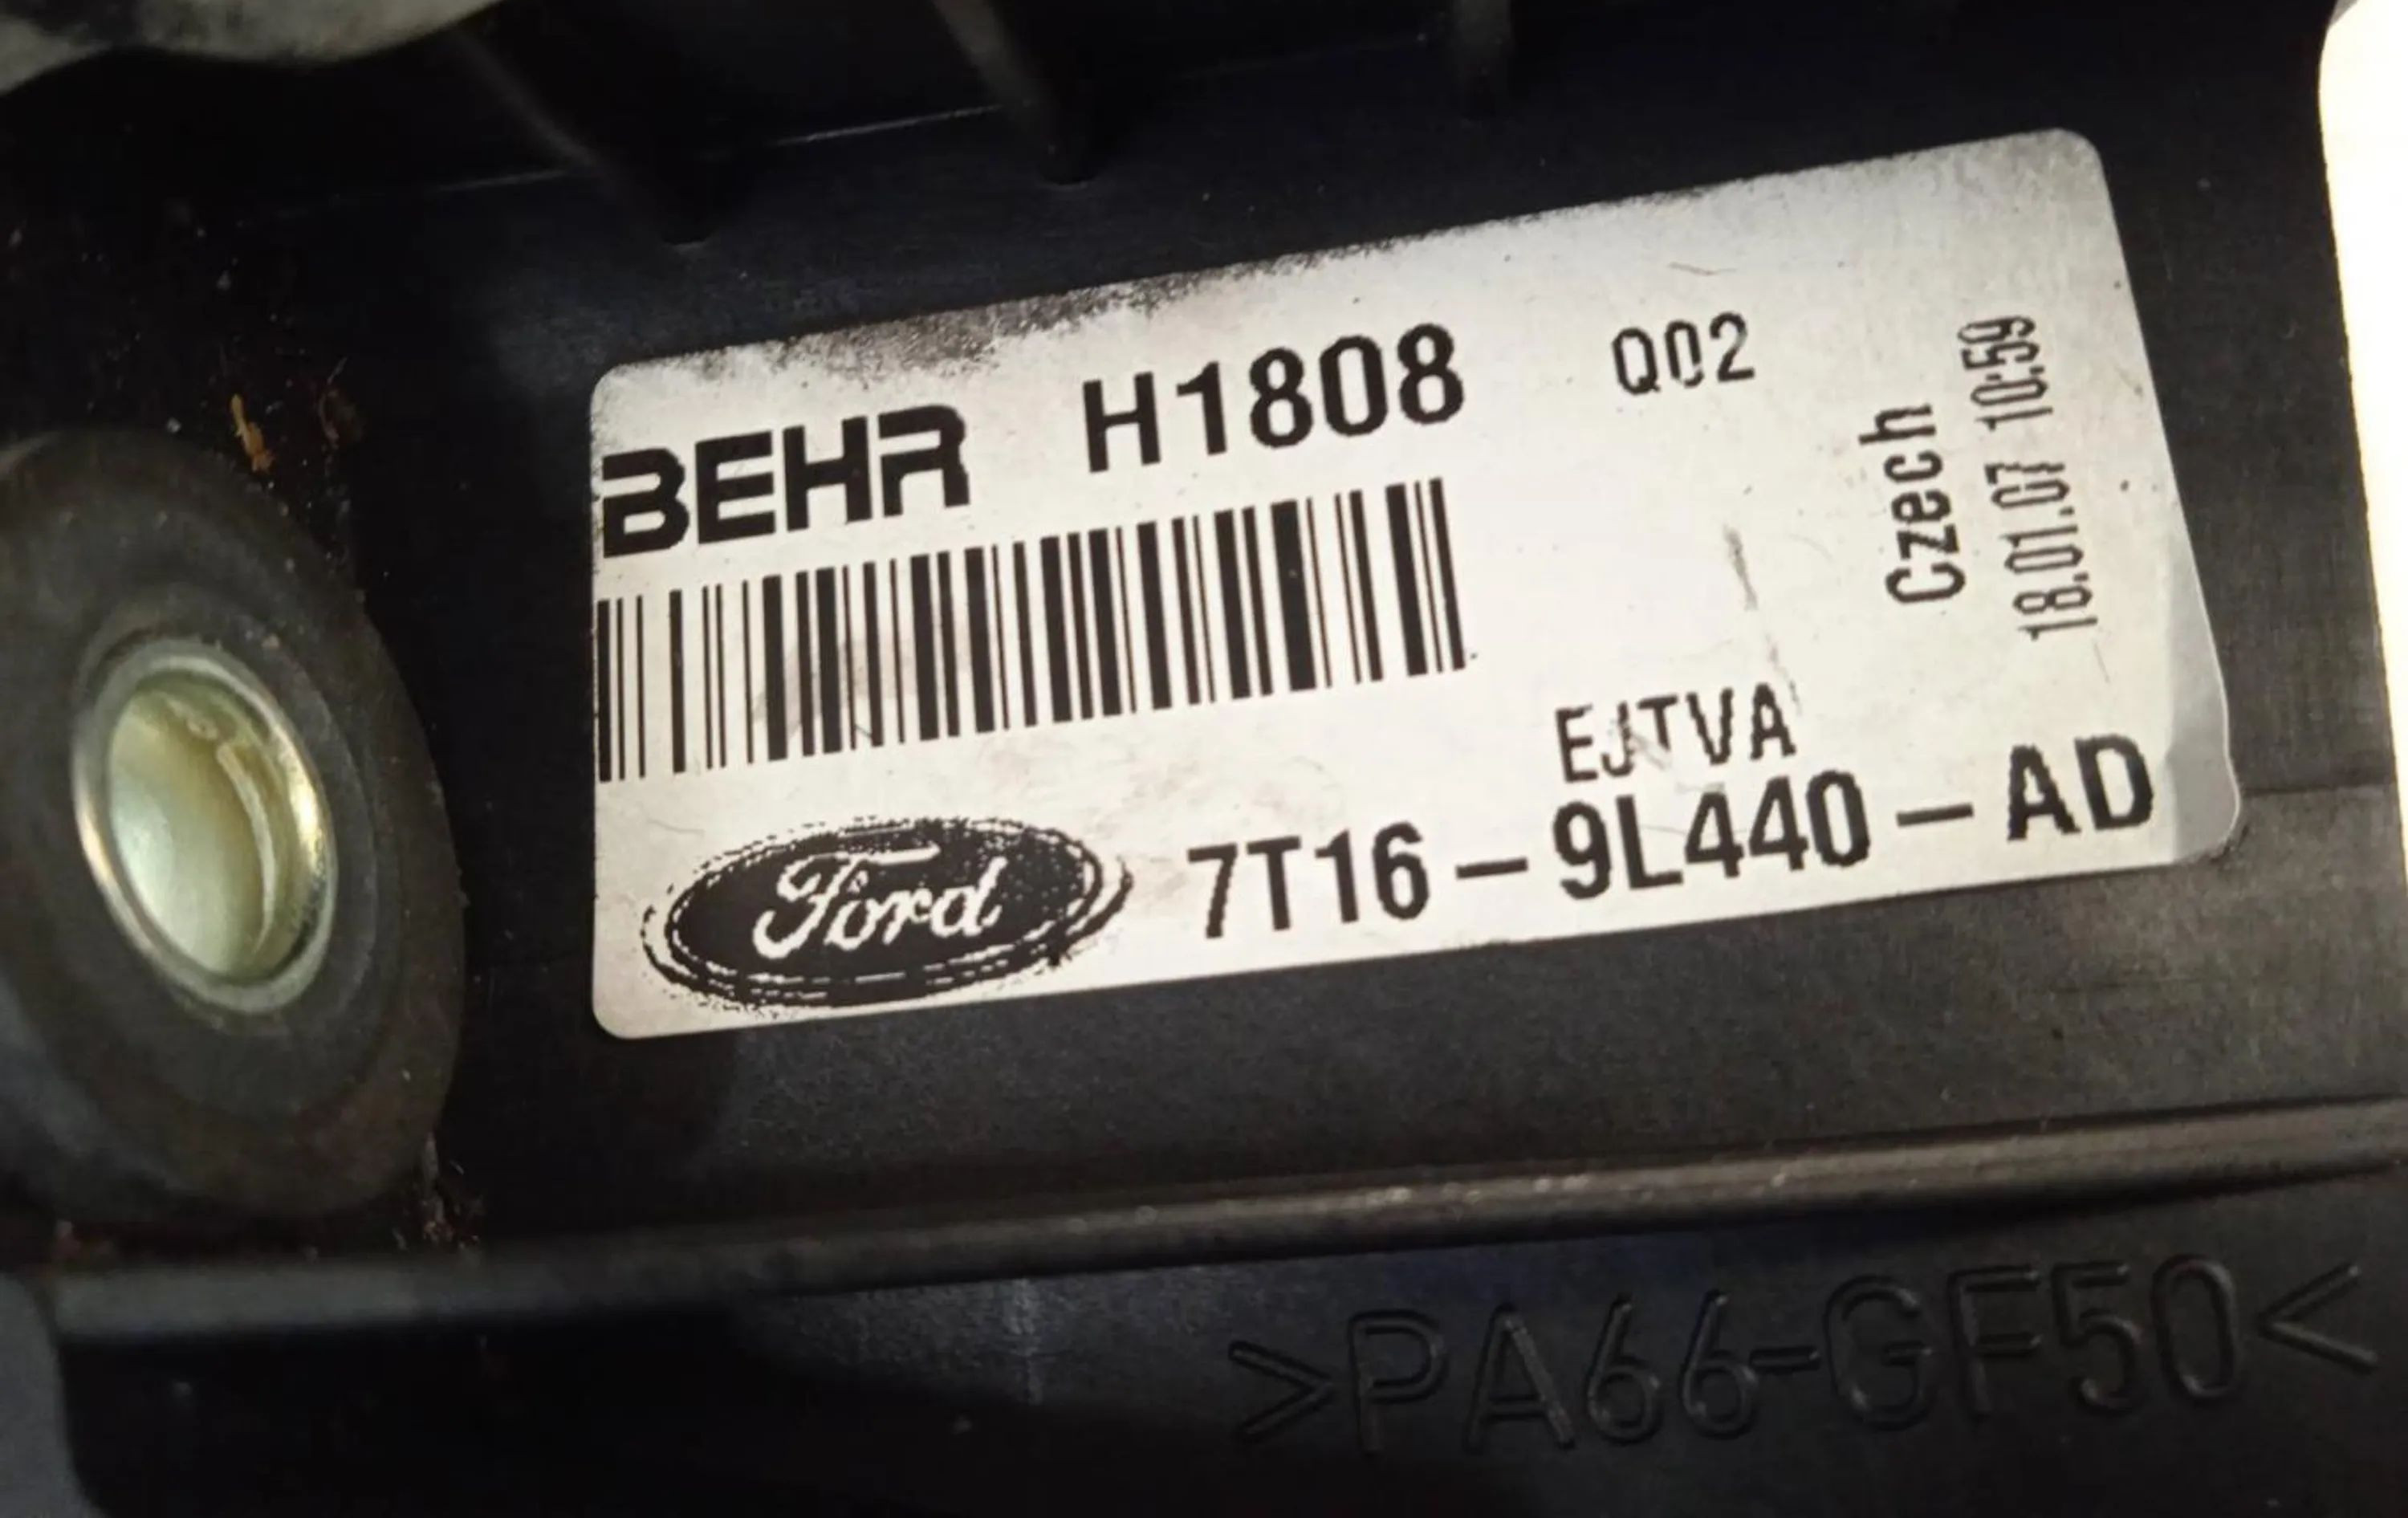 BEHR H1808 Q02
Czech
18.01.07 10:59
EJTVA
Ford 7T16-9L440-AD
>PA66-GF50<